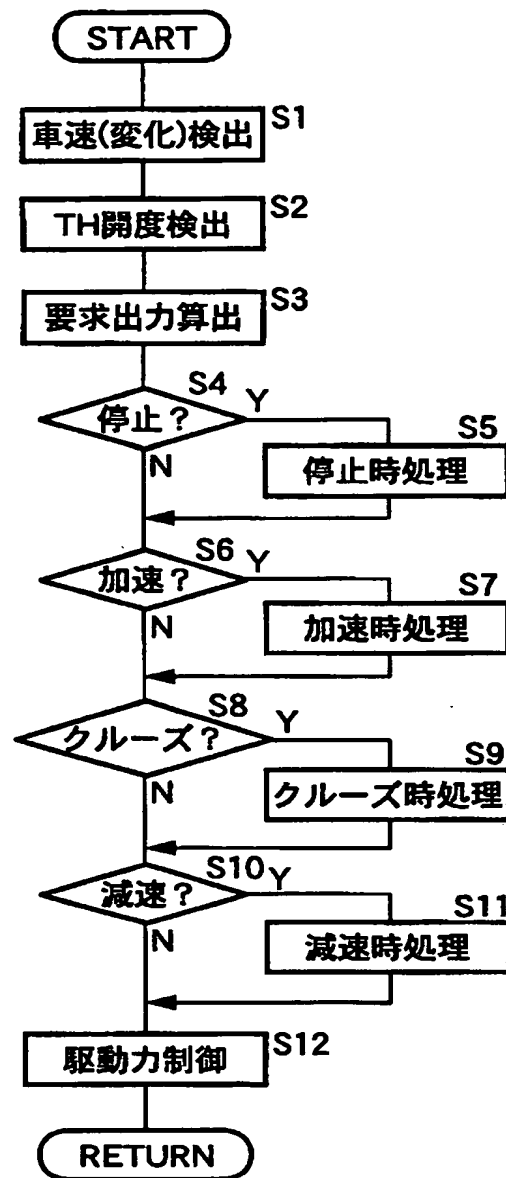 START
車速(変化)検出 S1
TH開度検出 S2
要求出力算出 S3
S4
停止? Y
N
S5
停止時処理
S6
加速? Y
N
S7
加速時処理
S8
クルーズ? Y
N
S9
クルーズ時処理
S10
減速? Y
N
S11
減速時処理
駆動力制御 S12
RETURN